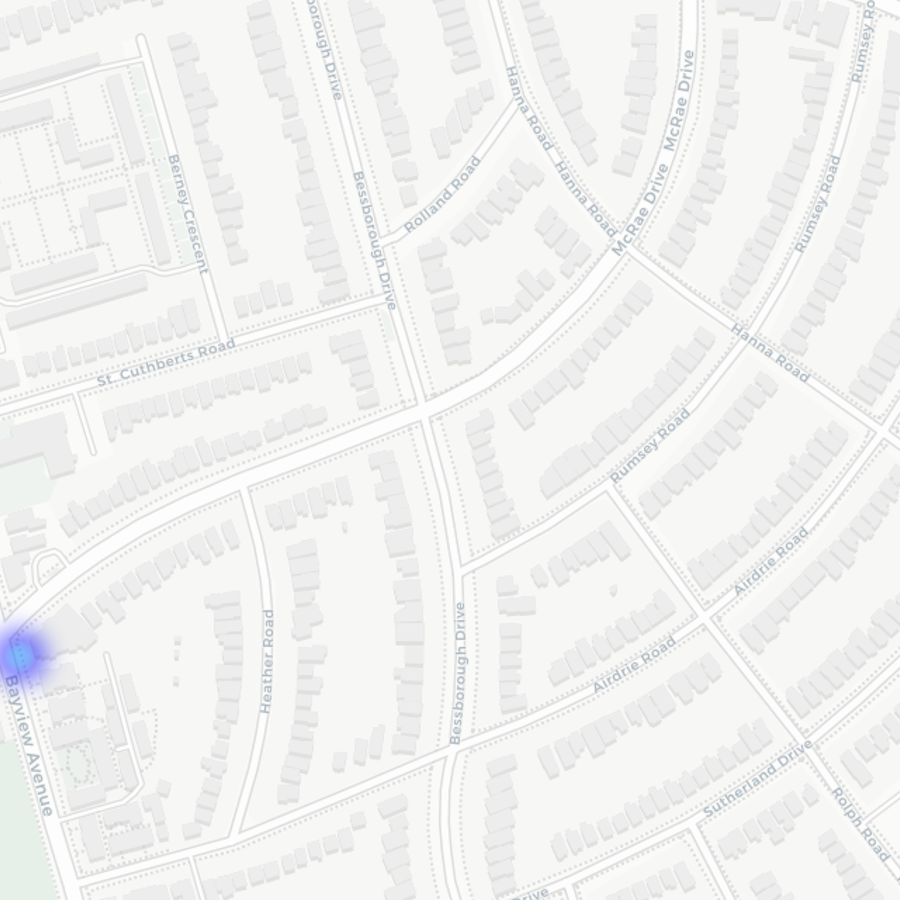 borough Drive
Hanna Road
McRae Drive
Rumsey Ro
Berney Crescent
Bessborough Drive
Rolland Road
Hanna Road
McRae Drive
Rumsey Road
St. Cuthberts Road
Hanna Road
Rumsey Road
Airdrie Road
Heather Road
Bessborough Drive
Airdrie Road
Bayview Avenue
Sutherland Drive
Rolph Road
Drive